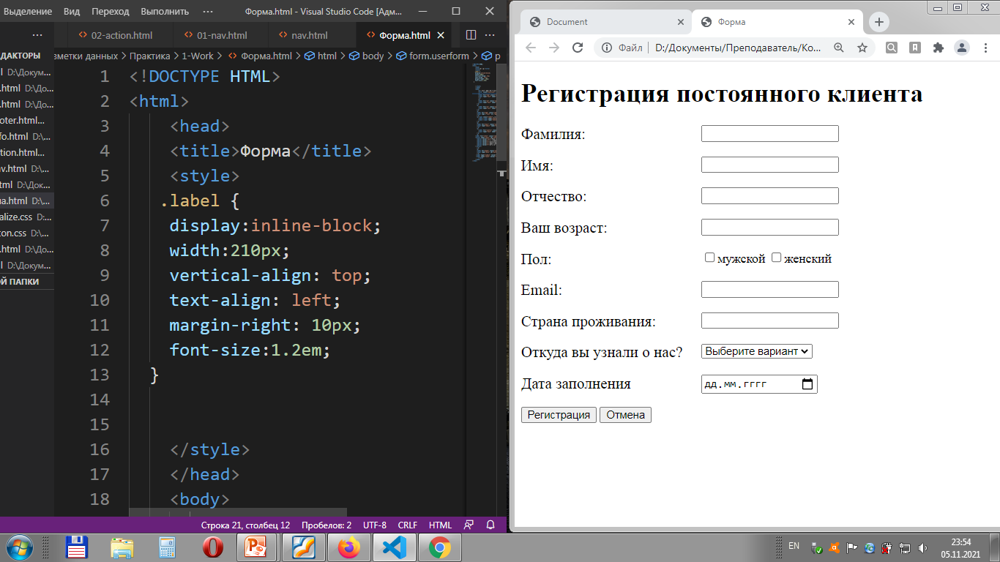 Выделение Вид Переход Выполнить ··· Форма.html - Visual Studio Code [Адм...
02-action.html 01-nav.html nav.html Форма.html
зметки данных > Практика > 1-Work > Форма.html > html > body > form.userform > p
ДАКТОРЫ
l D:\Докум...
.html D:\До...
.html D:\До...
oter.html...
fo.html D:\...
tion.html...
av.html D:\...
tml D:\Док...
ма.html D:\...
alize.css D:...
ton.css D:\...
.html D:\До...
l D:\Докум...
ОЙ ПАПКИ
1 <!DOCTYPE HTML>
2 <html>
3 <head>
4 <title>Форма</title>
5 <style>
6 .label {
7 display:inline-block;
8 width:210px;
9 vertical-align: top;
10 text-align: left;
11 margin-right: 10px;
12 font-size:1.2em;
13 }
14
15
16 </style>
17 </head>
18 <body>
Строка 21, столбец 12 Пробелов: 2 UTF-8 CRLF HTML
Document Форма
Файл D:/Документы/Преподаватель/Ко...
Регистрация постоянного клиента
Фамилия:
Имя:
Отчество:
Ваш возраст:
Пол: мужской женский
Email:
Страна проживания:
Откуда вы узнали о нас? Выберите вариант
Дата заполнения дд.мм.гггг
Регистрация Отмена
EN 23:54
05.11.2021